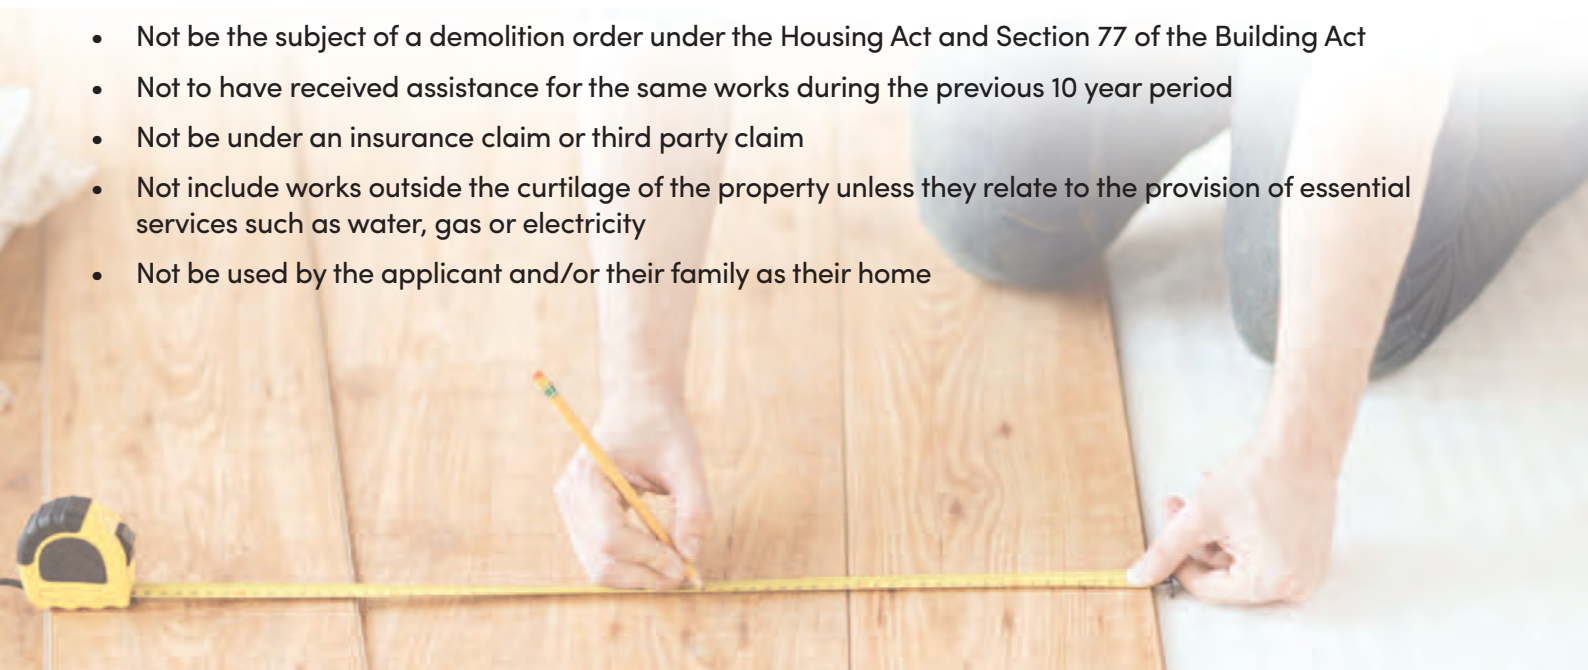 • Not be the subject of a demolition order under the Housing Act and Section 77 of the Building Act
• Not to have received assistance for the same works during the previous 10 year period
• Not be under an insurance claim or third party claim
• Not include works outside the curtilage of the property unless they relate to the provision of essential
services such as water, gas or electricity
• Not be used by the applicant and/or their family as their home